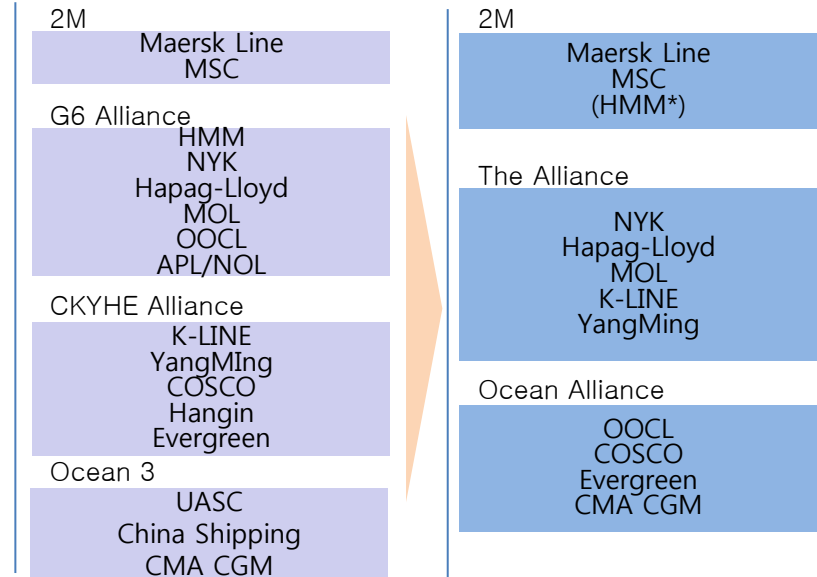 2M
Maersk Line
MSC
G6 Alliance
HMM
NYK
Hapag-Lloyd
MOL
OOCL
APL/NOL
CKYHE Alliance
K-LINE
YangMIng
COSCO
Hangin
Evergreen
Ocean 3
UASC
China Shipping
CMA CGM
2M
Maersk Line
MSC
(HMM*)
The Alliance
NYK
Hapag-Lloyd
MOL
K-LINE
YangMing
Ocean Alliance
OOCL
COSCO
Evergreen
CMA CGM